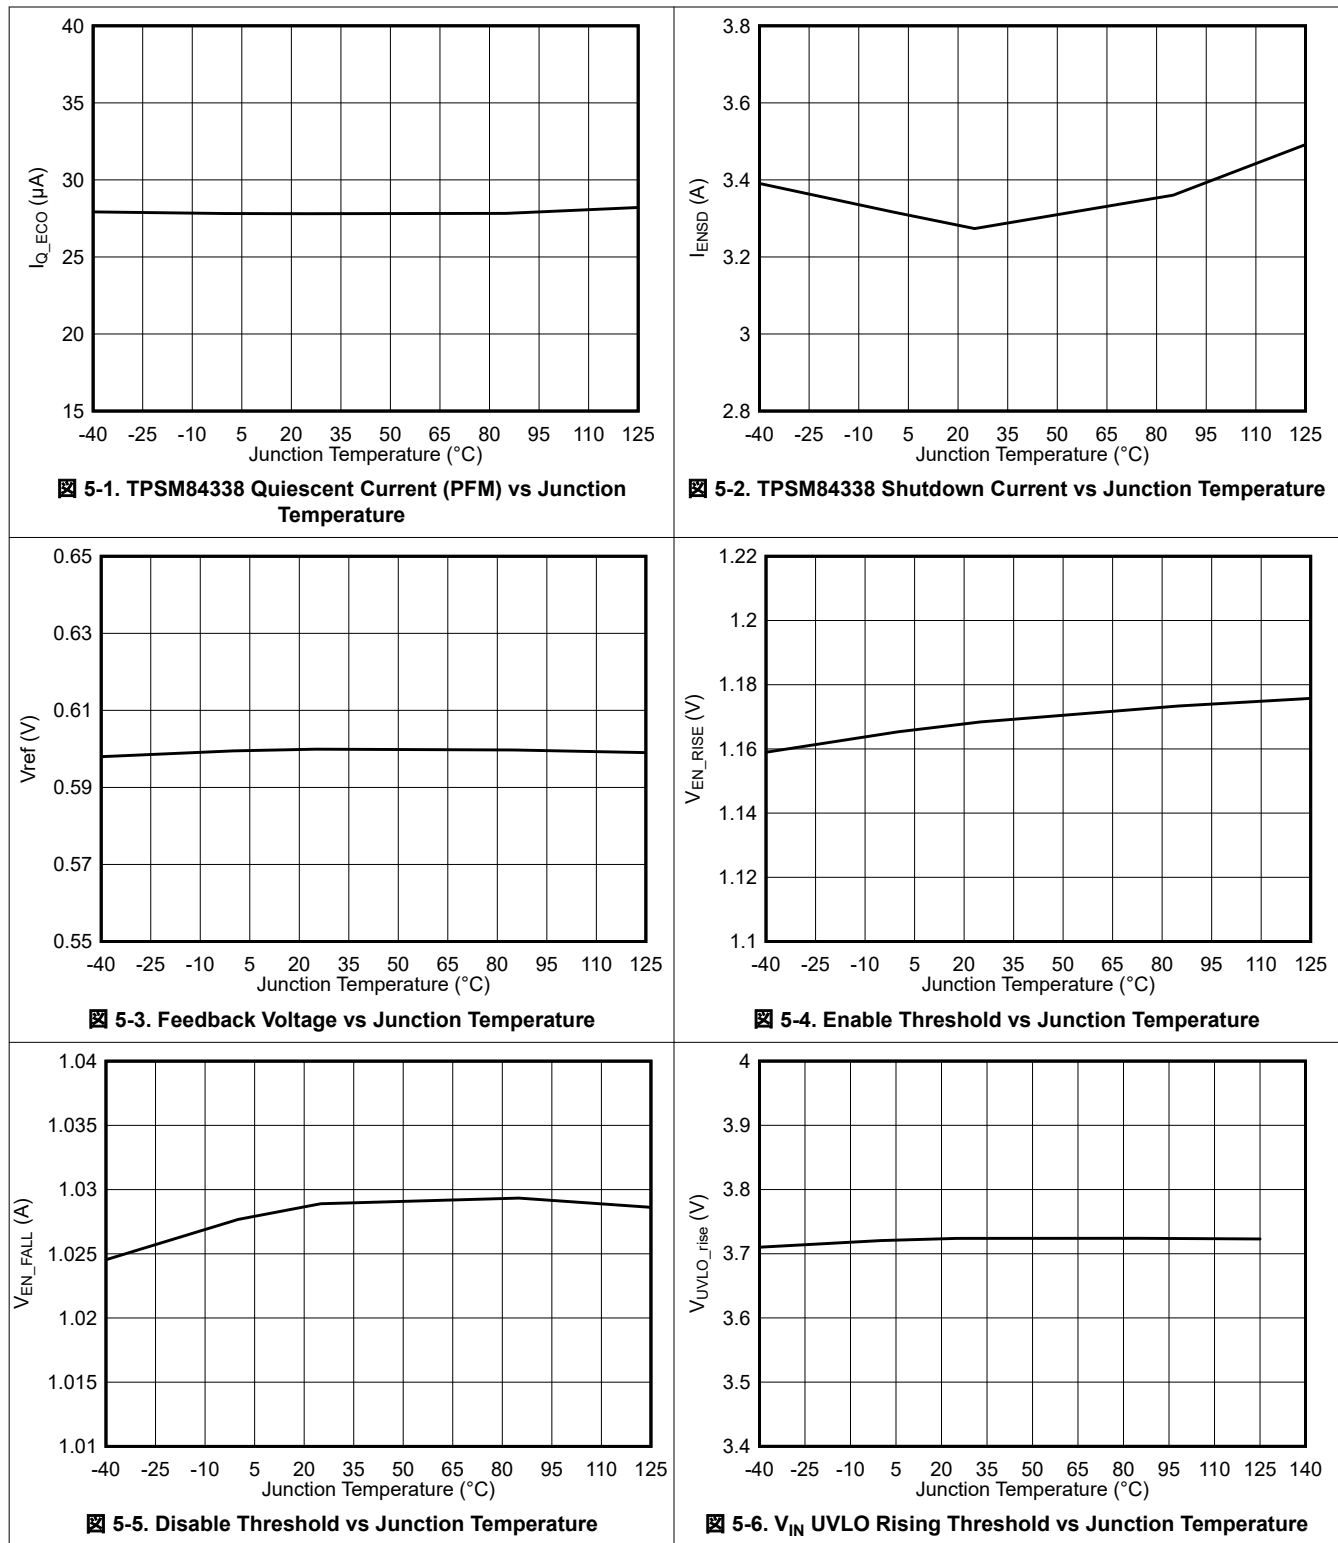 40
35
30
25
20
15
I_Q_ECO (µA)
-40 -25 -10 5 20 35 50 65 80 95 110 125
Junction Temperature (°C)
図 5-1. TPSM84338 Quiescent Current (PFM) vs Junction
Temperature
3.8
3.6
3.4
3.2
3
2.8
I_ENSD (A)
-40 -25 -10 5 20 35 50 65 80 95 110 125
Junction Temperature (°C)
図 5-2. TPSM84338 Shutdown Current vs Junction Temperature
0.65
0.63
0.61
0.59
0.57
0.55
Vref (V)
-40 -25 -10 5 20 35 50 65 80 95 110 125
Junction Temperature (°C)
図 5-3. Feedback Voltage vs Junction Temperature
1.22
1.2
1.18
1.16
1.14
1.12
1.1
V_EN_RISE (V)
-40 -25 -10 5 20 35 50 65 80 95 110 125
Junction Temperature (°C)
図 5-4. Enable Threshold vs Junction Temperature
1.04
1.035
1.03
1.025
1.02
1.015
1.01
V_EN_FALL (A)
-40 -25 -10 5 20 35 50 65 80 95 110 125
Junction Temperature (°C)
図 5-5. Disable Threshold vs Junction Temperature
4
3.9
3.8
3.7
3.6
3.5
3.4
V_UVLO_rise (V)
-40 -25 -10 5 20 35 50 65 80 95 110 125 140
Junction Temperature (°C)
図 5-6. V_IN UVLO Rising Threshold vs Junction Temperature